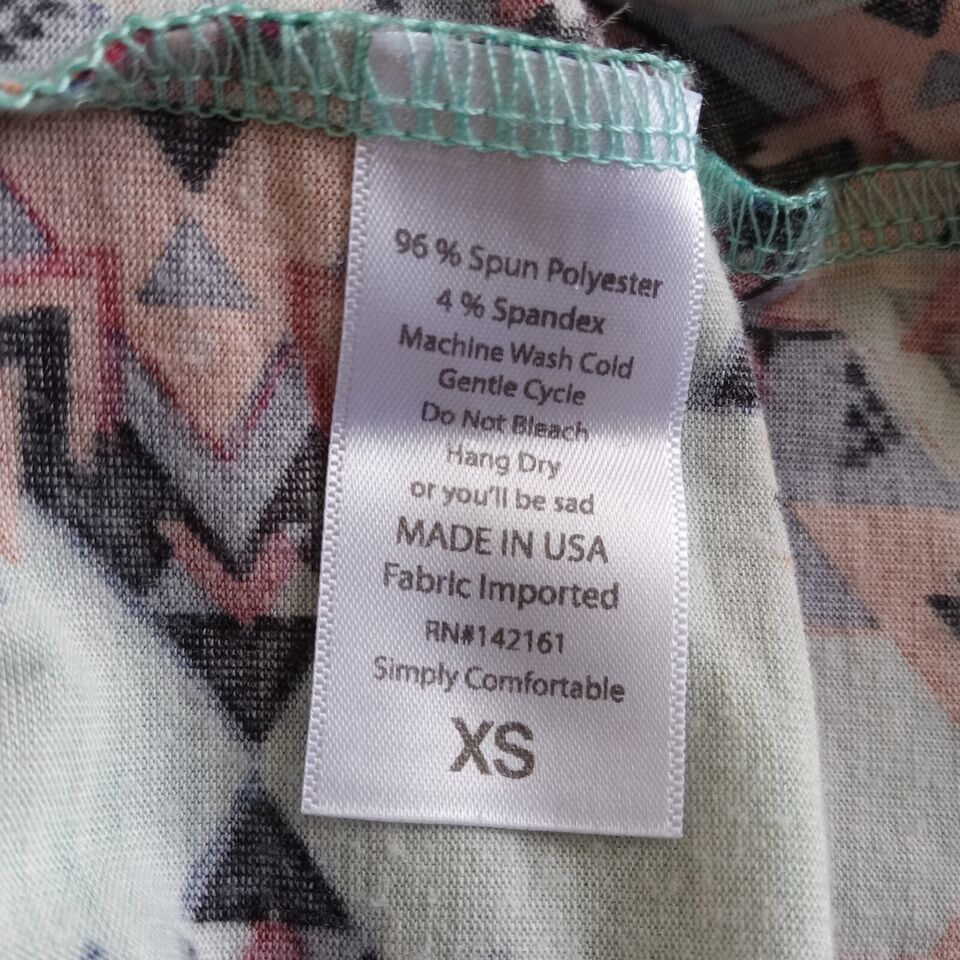 96 % Spun Polyester
4 % Spandex
Machine Wash Cold
Gentle Cycle
Do Not Bleach
Hang Dry
or you'll be sad
MADE IN USA
Fabric Imported
RN#142161
Simply Comfortable
XS